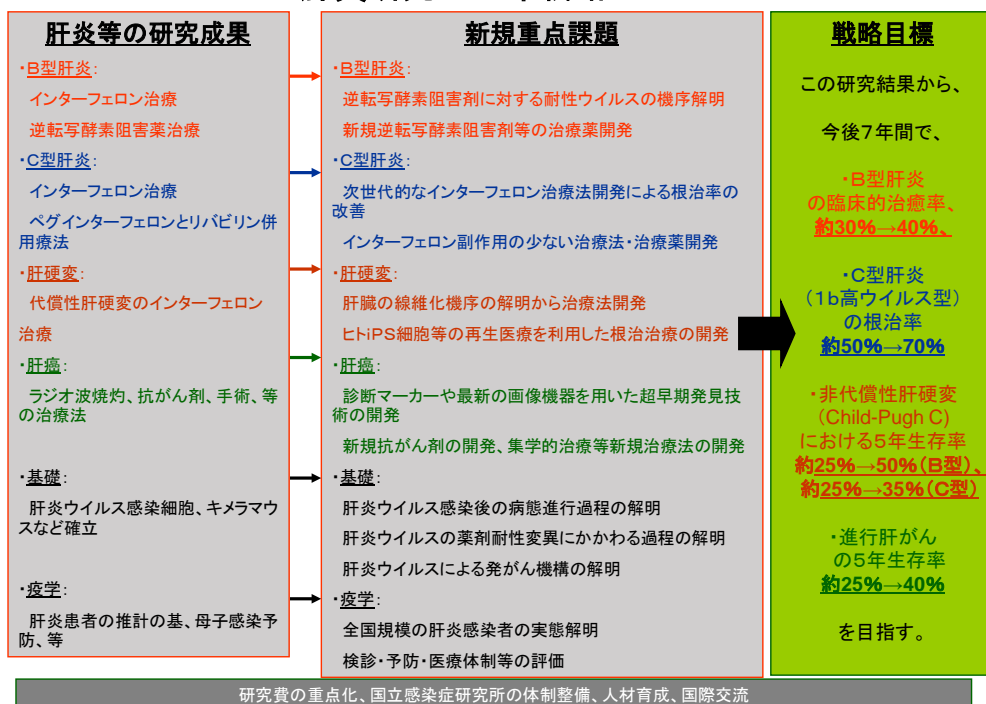 肝炎等の研究成果
・B型肝炎:
インターフェロン治療
逆転写酵素阻害薬治療
・C型肝炎:
インターフェロン治療
ペグインターフェロンとリバビリン併
用療法
・肝硬変:
代償性肝硬変のインターフェロン
治療
・肝癌:
ラジオ波焼灼、抗がん剤、手術、等
の治療法
・基礎:
肝炎ウイルス感染細胞、キメラマウ
スなど確立
・疫学:
肝炎患者の推計の基、母子感染予
防、等
新規重点課題
・B型肝炎:
逆転写酵素阻害剤に対する耐性ウイルスの機序解明
新規逆転写酵素阻害剤等の治療薬開発
・C型肝炎:
次世代的なインターフェロン治療法開発による根治率の
改善
インターフェロン副作用の少ない治療法・治療薬開発
・肝硬変:
肝臓の線維化機序の解明から治療法開発
ヒトiPS細胞等の再生医療を利用した根治治療の開発
・肝癌:
診断マーカーや最新の画像機器を用いた超早期発見技
術の開発
新規抗がん剤の開発、集学的治療等新規治療法の開発
・基礎:
肝炎ウイルス感染後の病態進行過程の解明
肝炎ウイルスの薬剤耐性変異にかかわる過程の解明
肝炎ウイルスによる発がん機構の解明
・疫学:
全国規模の肝炎感染者の実態解明
検診・予防・医療体制等の評価
戦略目標
この研究結果から、
今後7年間で、
・B型肝炎
の臨床的治癒率、
約30%→40%、
・C型肝炎
(1b高ウイルス型)
の根治率
約50%→70%
・非代償性肝硬変
(Child-Pugh C)
における5年生存率
約25%→50%(B型)、
約25%→35%(C型)
・進行肝がん
の5年生存率
約25%→40%
を目指す。
研究費の重点化、国立感染症研究所の体制整備、人材育成、国際交流